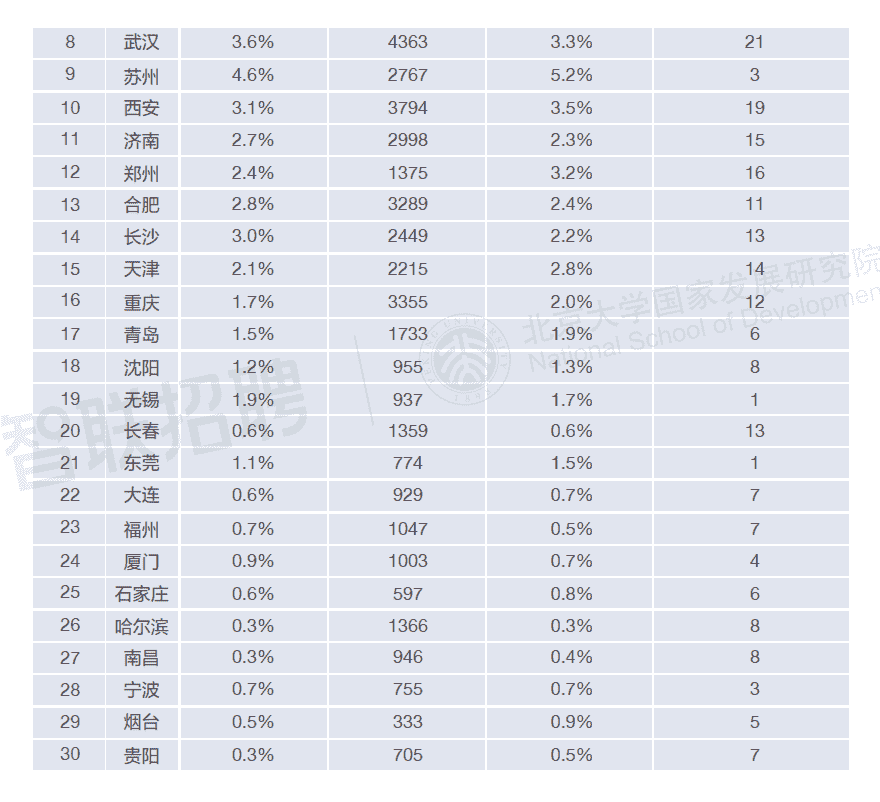 8 武汉 3.6% 4363 3.3% 21
9 苏州 4.6% 2767 5.2% 3
10 西安 3.1% 3794 3.5% 19
11 济南 2.7% 2998 2.3% 15
12 郑州 2.4% 1375 3.2% 16
13 合肥 2.8% 3289 2.4% 11
14 长沙 3.0% 2449 2.2% 13
15 天津 2.1% 2215 2.8% 14
16 重庆 1.7% 3355 2.0% 12
17 青岛 1.5% 1733 1.9% 6
18 沈阳 1.2% 955 1.3% 8
19 无锡 1.9% 937 1.7% 1
20 长春 0.6% 1359 0.6% 13
21 东莞 1.1% 774 1.5% 1
22 大连 0.6% 929 0.7% 7
23 福州 0.7% 1047 0.5% 7
24 厦门 0.9% 1003 0.7% 4
25 石家庄 0.6% 597 0.8% 6
26 哈尔滨 0.3% 1366 0.3% 8
27 南昌 0.3% 946 0.4% 8
28 宁波 0.7% 755 0.7% 3
29 烟台 0.5% 333 0.9% 5
30 贵阳 0.3% 705 0.5% 7
智联招聘
北京大学国家发展研究院
National School of Developmen